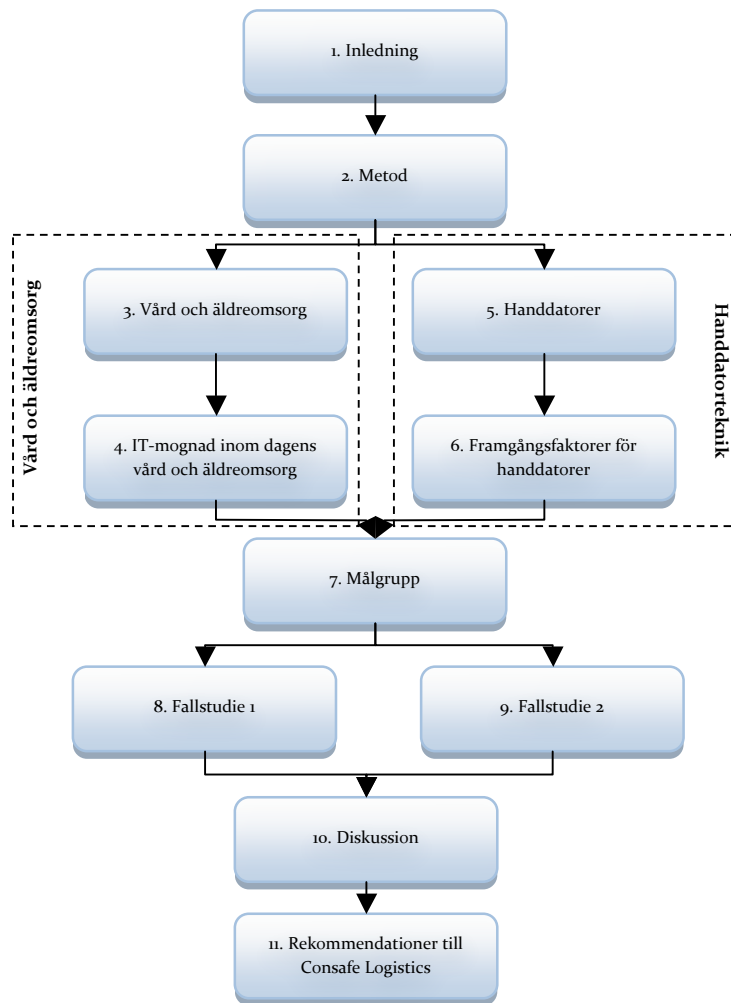 1. Inledning
2. Metod
Vård och äldreomsorg
3. Vård och äldreomsorg
4. IT-mognad inom dagens
vård och äldreomsorg
5. Handdatorer
6. Framgångsfaktorer för
handdatorer
Handdatorteknik
7. Målgrupp
8. Fallstudie 1
9. Fallstudie 2
10. Diskussion
11. Rekommendationer till
Consafe Logistics